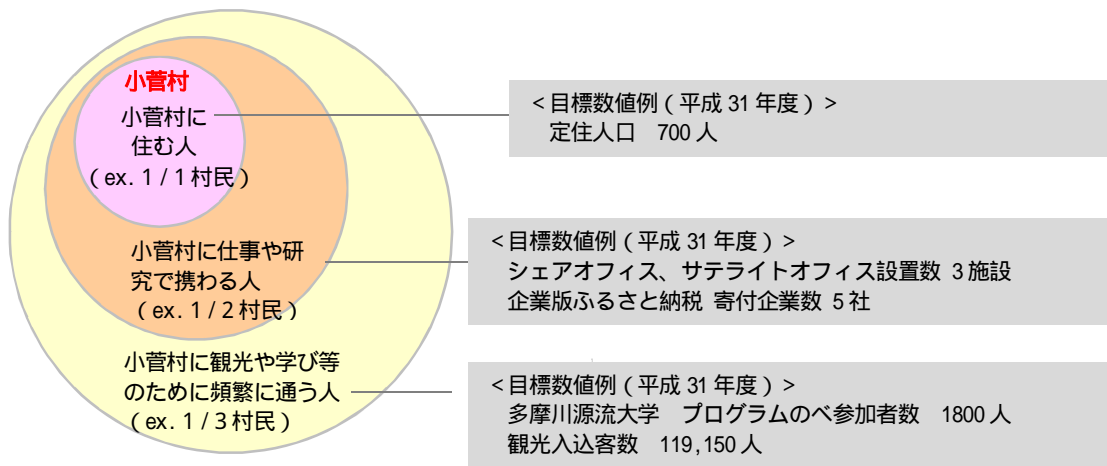 小菅村
小菅村に
住む人
（ex. 1 / 1 村民）
＜目標数値例（平成 31 年度）＞
定住人口　700 人
小菅村に仕事や研
究で携わる人
（ex. 1 / 2 村民）
＜目標数値例（平成 31 年度）＞
シェアオフィス、サテライトオフィス設置数 3 施設
企業版ふるさと納税 寄付企業数 5 社
小菅村に観光や学び等
のために頻繁に通う人
（ex. 1 / 3 村民）
＜目標数値例（平成 31 年度）＞
多摩川源流大学　プログラムのべ参加者数　1800 人
観光入込客数　119,150 人